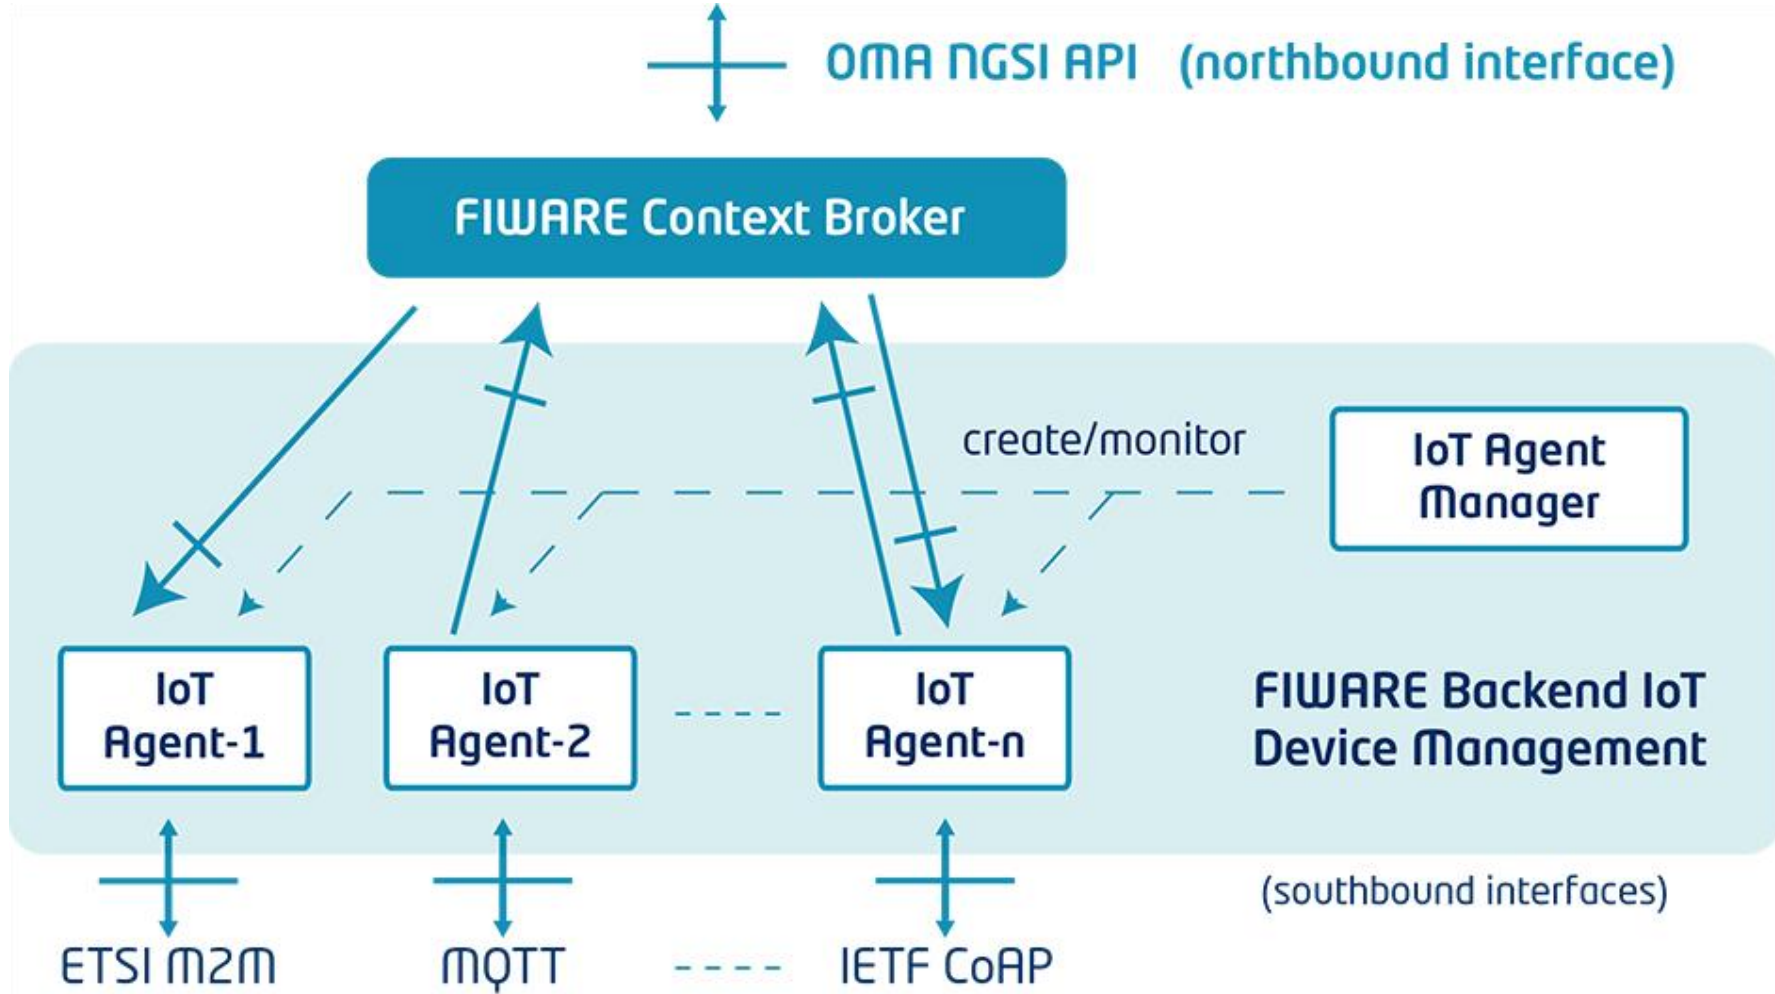 OMA NGSI API (northbound interface)
FIWARE Context Broker
create/monitor
IoT Agent
Manager
IoT
Agent-1
IoT
Agent-2
IoT
Agent-n
FIWARE Backend IoT
Device Management
(southbound interfaces)
ETSI M2M
MQTT
IETF CoAP